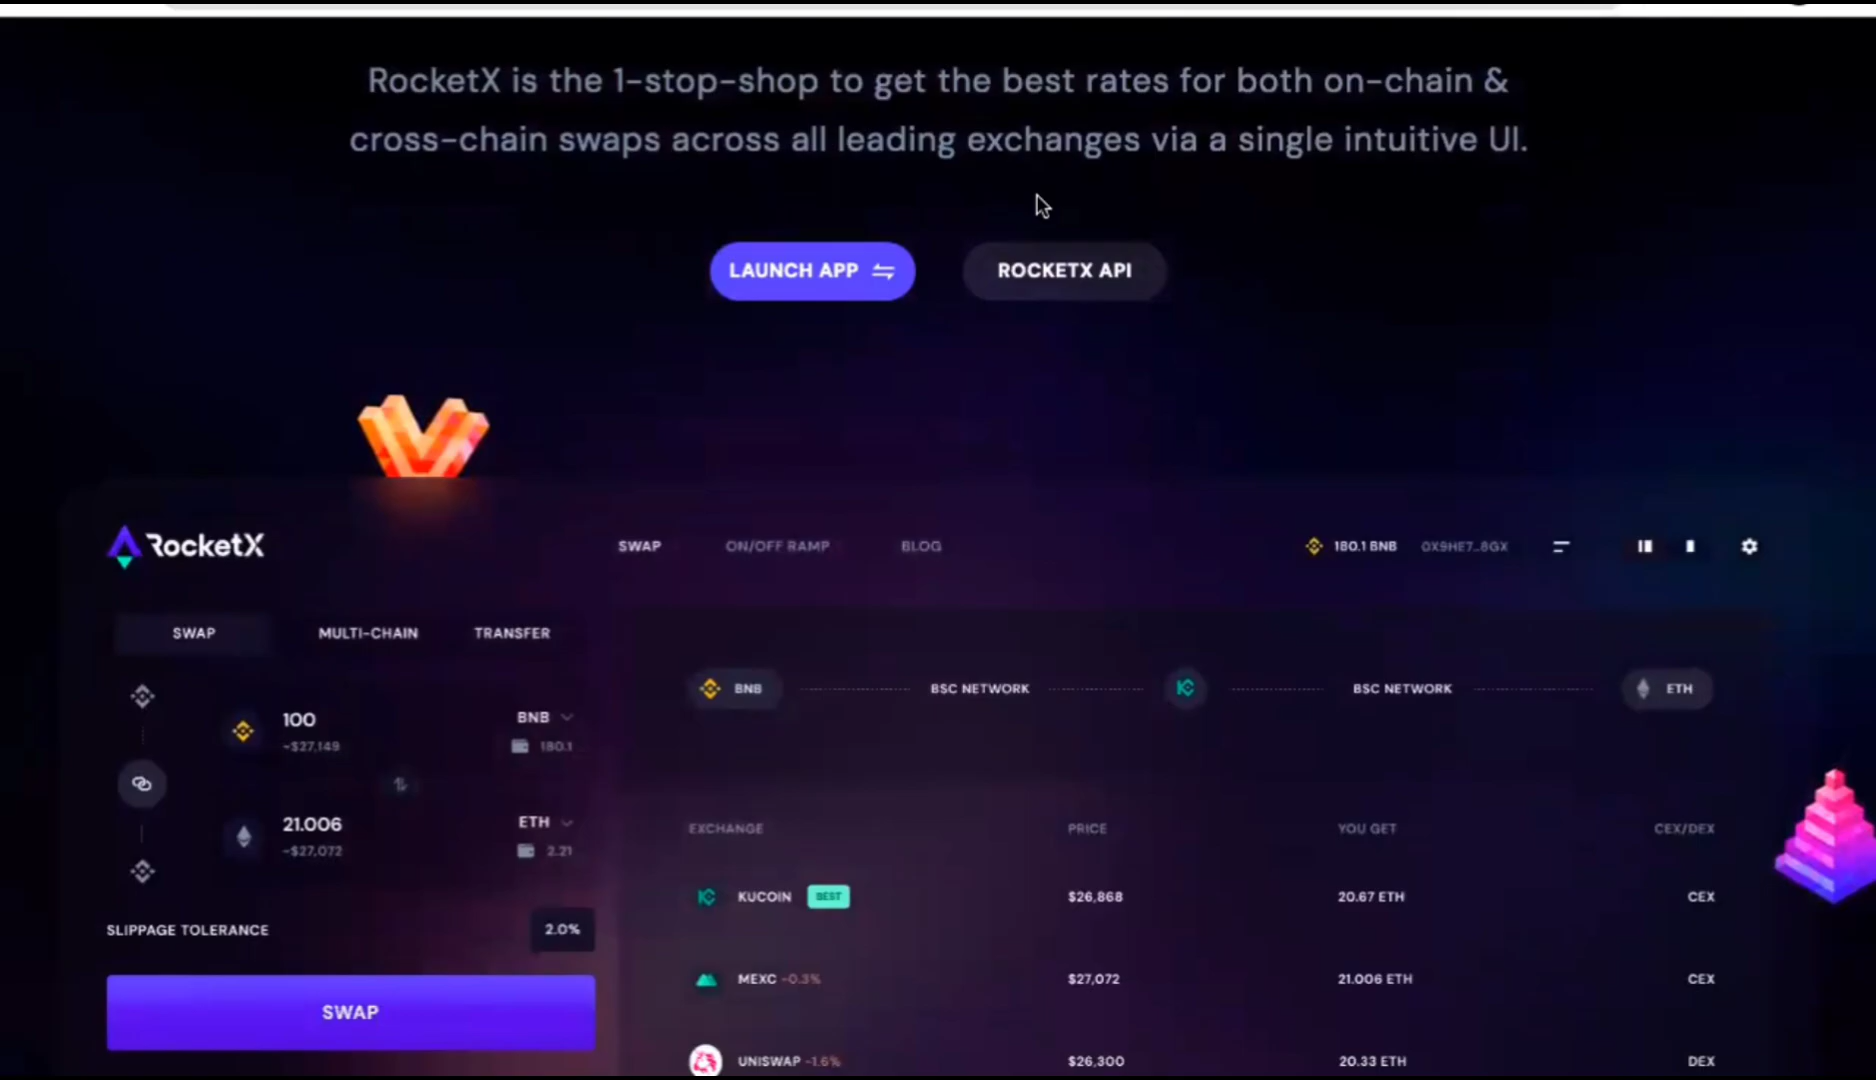 RocketX is the 1-stop-shop to get the best rates for both on-chain &
cross-chain swaps across all leading exchanges via a single intuitive UI.
LAUNCH APP
ROCKETX API
RocketX
SWAP ON/OFF RAMP BLOG
180.1 BNB 0X9HE7..8GX
SWAP MULTI-CHAIN TRANSFER
100 BNB
~$27,149 180.1
21.006 ETH
~$27,072 2.21
SLIPPAGE TOLERANCE 2.0%
SWAP
BNB BSC NETWORK BSC NETWORK ETH
EXCHANGE PRICE YOU GET CEX/DEX
KUCOIN BEST $26,868 20.67 ETH CEX
MEXC -0.3% $27,072 21.006 ETH CEX
UNISWAP -1.6% $26,300 20.33 ETH DEX